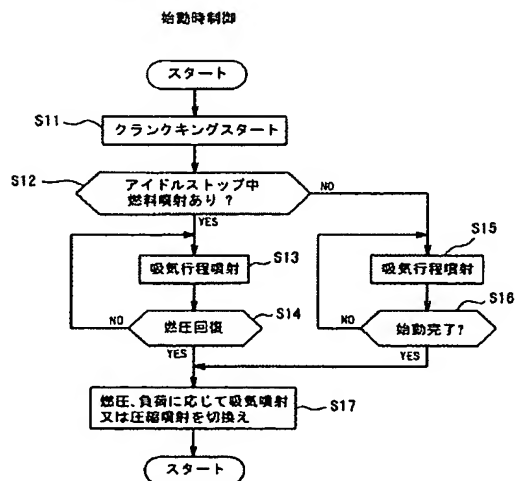 始動時制御
スタート
S11
クランクキングスタート
S12
アイドルストップ中
燃料噴射あり ?
NO
YES
S13
吸気行程噴射
S15
吸気行程噴射
S14
燃圧回復
NO
YES
S16
始動完了?
NO
YES
S17
燃圧、負荷に応じて吸気噴射
又は圧縮噴射を切換え
スタート